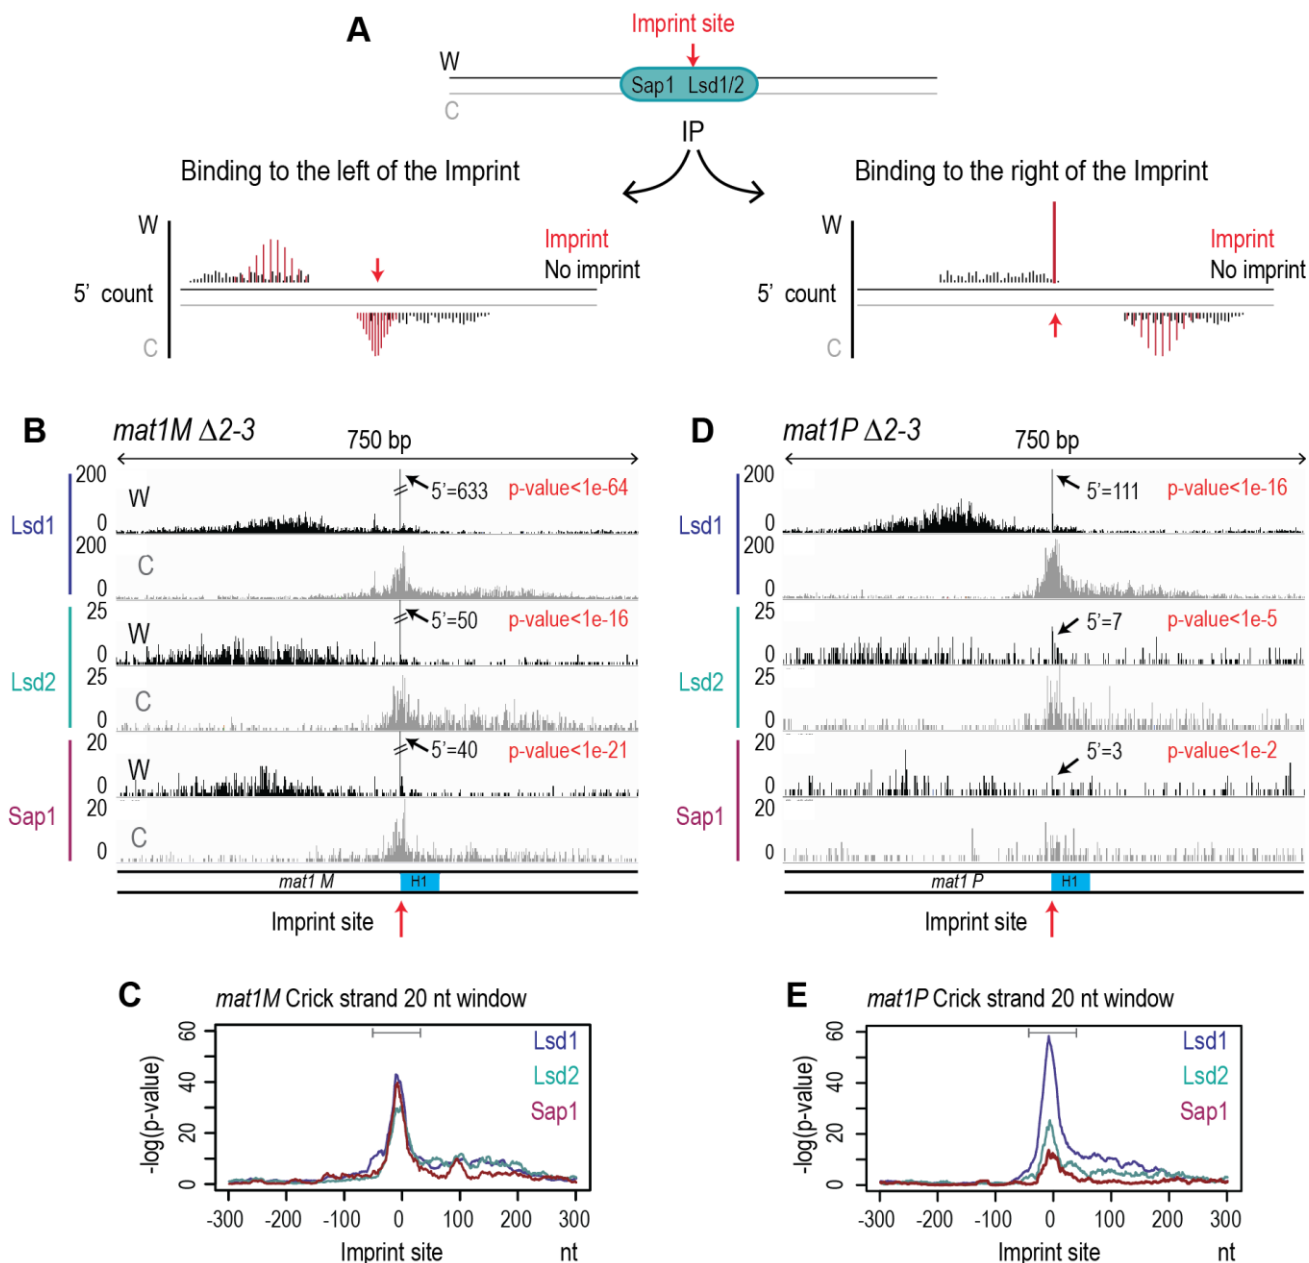 A
Imprint site
W
Sap1 Lsd1/2
C
IP
Binding to the left of the Imprint
Binding to the right of the Imprint
W
Imprint
No imprint
5' count
C
W
Imprint
No imprint
C
B
mat1M Δ2-3
750 bp
Lsd1
200
0
W
5'=633
p-value<1e-64
200
0
C
Lsd2
25
0
W
5'=50
p-value<1e-16
25
0
C
Sap1
20
0
W
5'=40
p-value<1e-21
20
0
C
mat1 M
H1
Imprint site
D
mat1P Δ2-3
750 bp
Lsd1
200
0
5'=111
p-value<1e-16
200
0
Lsd2
25
0
5'=7
p-value<1e-5
25
0
Sap1
20
0
5'=3
p-value<1e-2
20
0
mat1 P
H1
Imprint site
C
mat1M Crick strand 20 nt window
-log(p-value)
60
40
20
0
Lsd1
Lsd2
Sap1
-300 -100 0 100 200 300
Imprint site nt
E
mat1P Crick strand 20 nt window
-log(p-value)
60
40
20
0
Lsd1
Lsd2
Sap1
-300 -100 0 100 200 300
Imprint site nt